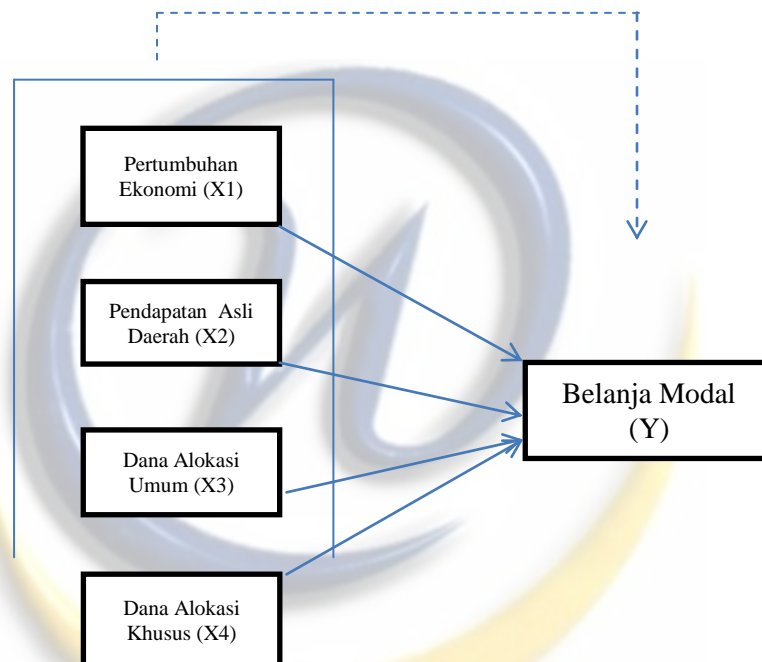 Pertumbuhan
Ekonomi (X1)
Pendapatan Asli
Daerah (X2)
Belanja Modal
(Y)
Dana Alokasi
Umum (X3)
Dana Alokasi
Khusus (X4)